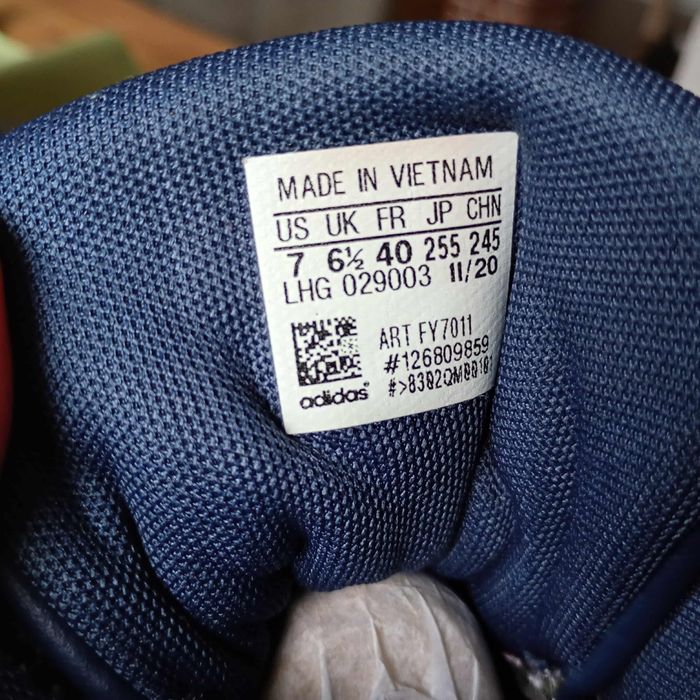 MADE IN VIETNAM
US UK FR JP CHN
7 6½ 40 255 245
LHG 029003 11/20
ART FY7011
#126809859
adidas